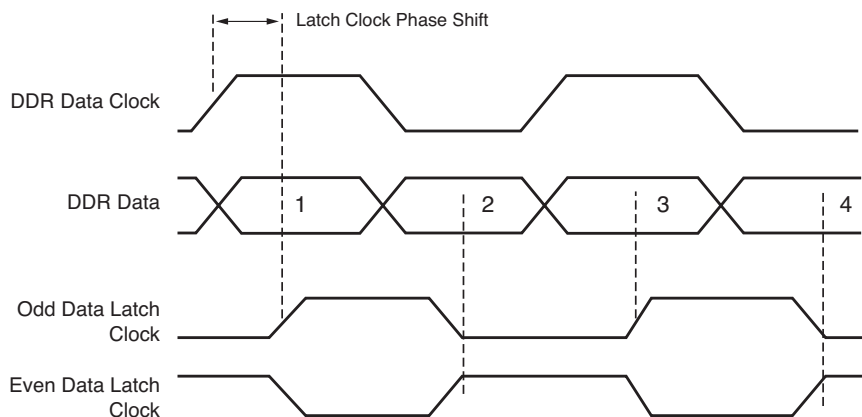 Latch Clock Phase Shift
DDR Data Clock
DDR Data
1
2
3
4
Odd Data Latch
Clock
Even Data Latch
Clock